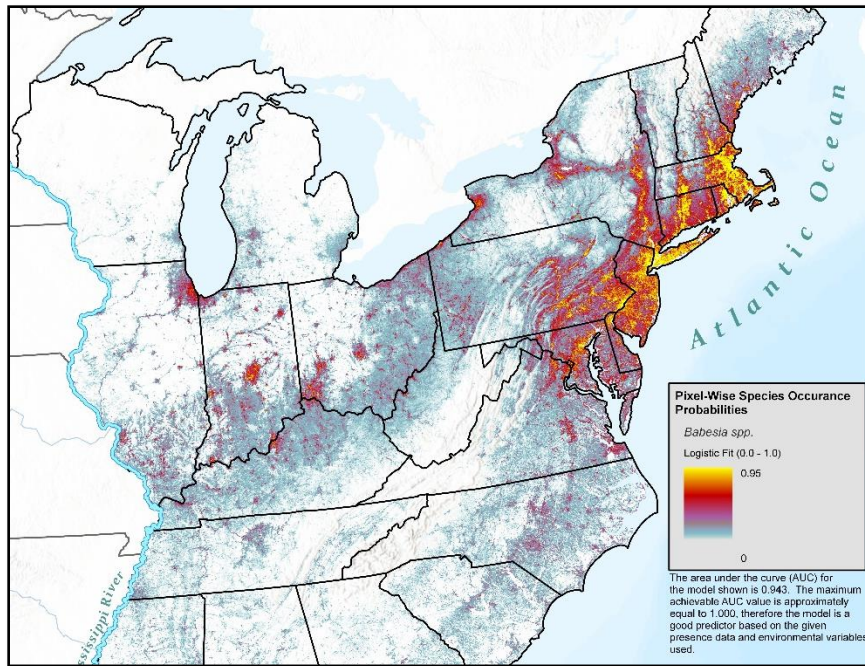 Atlantic Ocean
Pixel-Wise Species Occurance
Probabilities
Babesia spp.
Logistic Fit (0.0 - 1.0)
0.95
0
The area under the curve (AUC) for
the model shown is 0.943. The maximum
achievable AUC value is approximately
equal to 1.000, therefore the model is a
good predictor based on the given
presence data and environmental variables
used.
ssissippi River